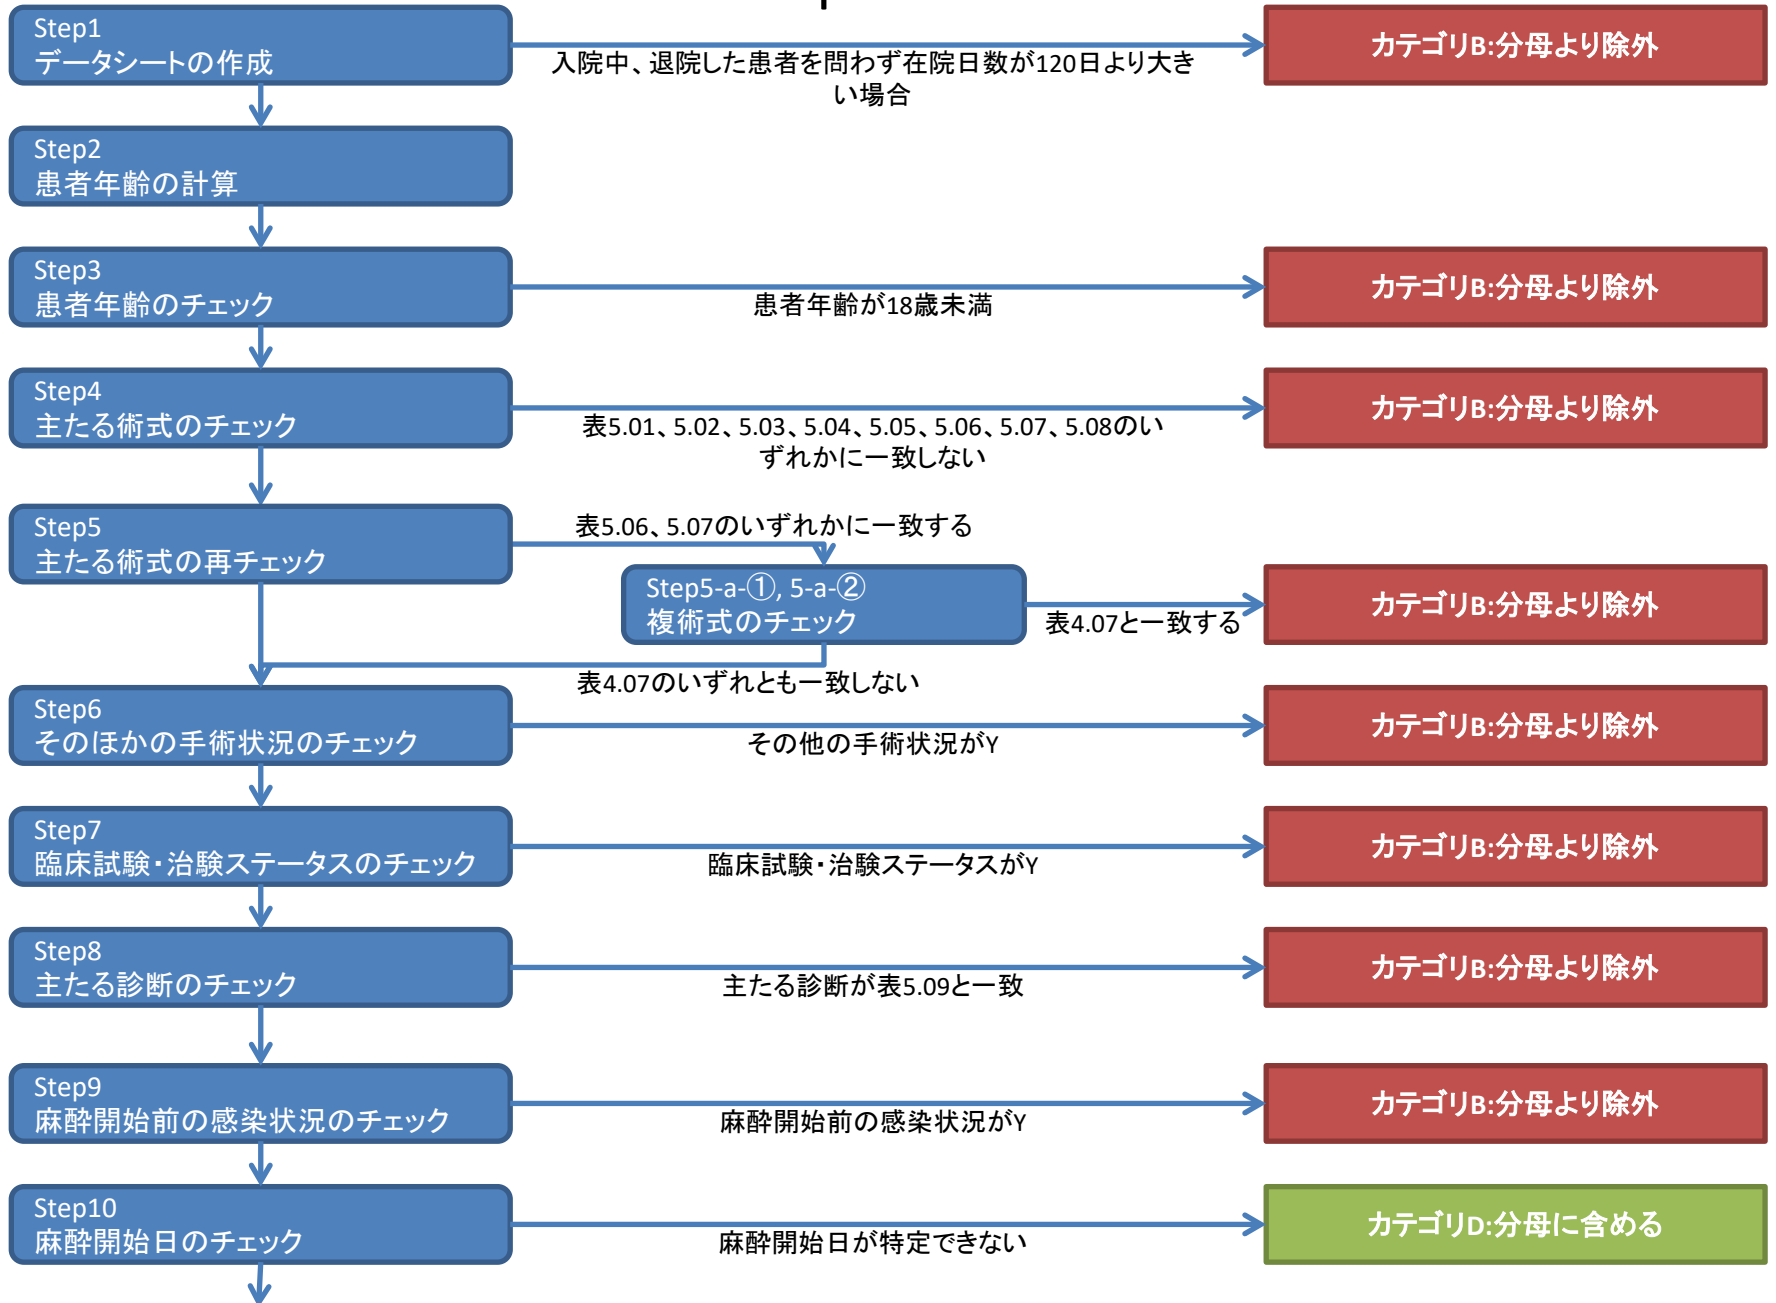 Step1
データシートの作成
入院中、退院した患者を問わず在院日数が120日より大き
い場合
カテゴリB:分母より除外
Step2
患者年齢の計算
Step3
患者年齢のチェック
患者年齢が18歳未満
カテゴリB:分母より除外
Step4
主たる術式のチェック
表5.01、5.02、5.03、5.04、5.05、5.06、5.07、5.08のい
ずれかに一致しない
カテゴリB:分母より除外
Step5
主たる術式の再チェック
表5.06、5.07のいずれかに一致する
Step5-a-①, 5-a-②
複術式のチェック
表4.07と一致する
カテゴリB:分母より除外
表4.07のいずれとも一致しない
Step6
そのほかの手術状況のチェック
その他の手術状況がY
カテゴリB:分母より除外
Step7
臨床試験・治験ステータスのチェック
臨床試験・治験ステータスがY
カテゴリB:分母より除外
Step8
主たる診断のチェック
主たる診断が表5.09と一致
カテゴリB:分母より除外
Step9
麻酔開始前の感染状況のチェック
麻酔開始前の感染状況がY
カテゴリB:分母より除外
Step10
麻酔開始日のチェック
麻酔開始日が特定できない
カテゴリD:分母に含める